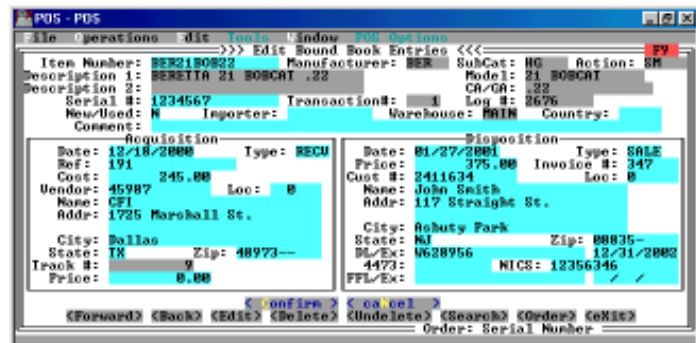 POS - POS
File Operations Edit Tools Window POS Options
>>> Edit Bound Book Entries <<< F9
Item Number: BER21BOB22 Manufacturer: BER SubCat: HG Action: SM
Description 1: BERETTA 21 BOBCAT .22 Model: 21 BOBCAT
Description 2: CA/GA: .22
Serial #: 1234567 Transaction#: 1 Log #: 2676
New/Used: N Importer: Warehouse: MAIN Country:
Comment:
Acquisition
Date: 12/18/2000 Type: RECV
Ref: 191
Cost: 245.00
Vendor: 45987 Loc: 0
Name: CFI
Addr: 1725 Marshall St.
City: Dallas
State: TX Zip: 48973--
Track #: 9
Price: 0.00
Disposition
Date: 01/27/2001 Type: SALE
Price: 375.00 Invoice #: 347
Cust #: 2411634 Loc: 0
Name: John Smith
Addr: 117 Straight St.
City: Asbuty Park
State: NJ Zip: 08835-
DL/Ex: W628956 12/31/2002
4473: NICS: 12356346
FFL/Ex: / /
< Confirm > < caNcel >
<Forward> <Back> <Edit> <Delete> <Undelete> <Search> <Order> <eXit>
Order: Serial Number